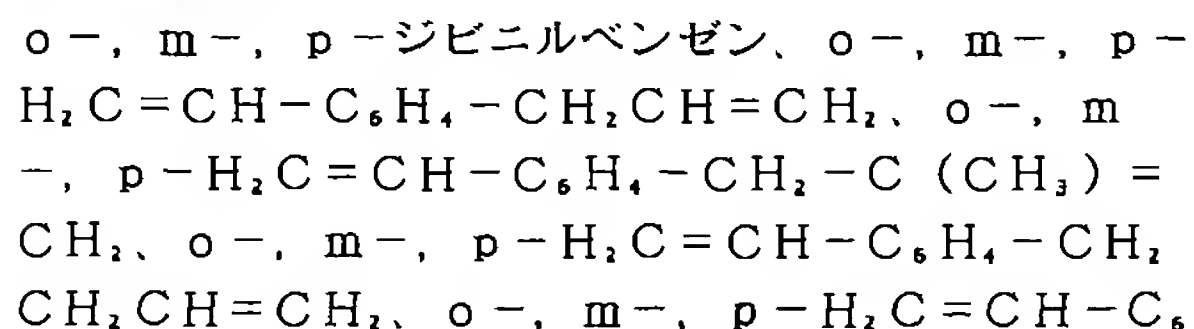 o－, m－, p－ジビニルベンゼン、o－, m－, p－
H₂C＝CH－C₆H₄－CH₂CH＝CH₂、o－, m
－, p－H₂C＝CH－C₆H₄－CH₂－C（CH₃）＝
CH₂、o－, m－, p－H₂C＝CH－C₆H₄－CH₂
CH₂CH＝CH₂、o－, m－, p－H₂C＝CH－C₆